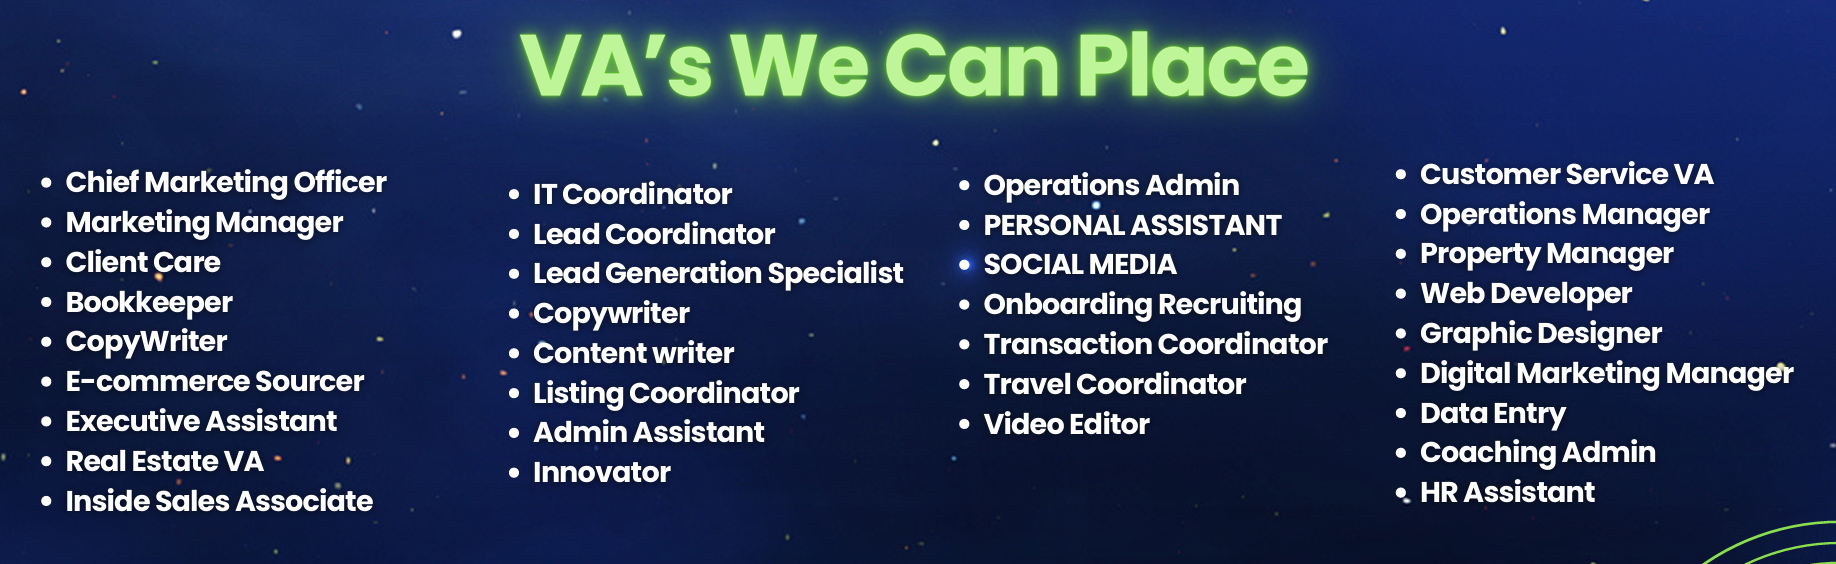 VA’s We Can Place
• Chief Marketing Officer
• Marketing Manager
• Client Care
• Bookkeeper
• CopyWriter
• E-commerce Sourcer
• Executive Assistant
• Real Estate VA
• Inside Sales Associate
• IT Coordinator
• Lead Coordinator
• Lead Generation Specialist
• Copywriter
• Content writer
• Listing Coordinator
• Admin Assistant
• Innovator
• Operations Admin
• PERSONAL ASSISTANT
• SOCIAL MEDIA
• Onboarding Recruiting
• Transaction Coordinator
• Travel Coordinator
• Video Editor
• Customer Service VA
• Operations Manager
• Property Manager
• Web Developer
• Graphic Designer
• Digital Marketing Manager
• Data Entry
• Coaching Admin
• HR Assistant